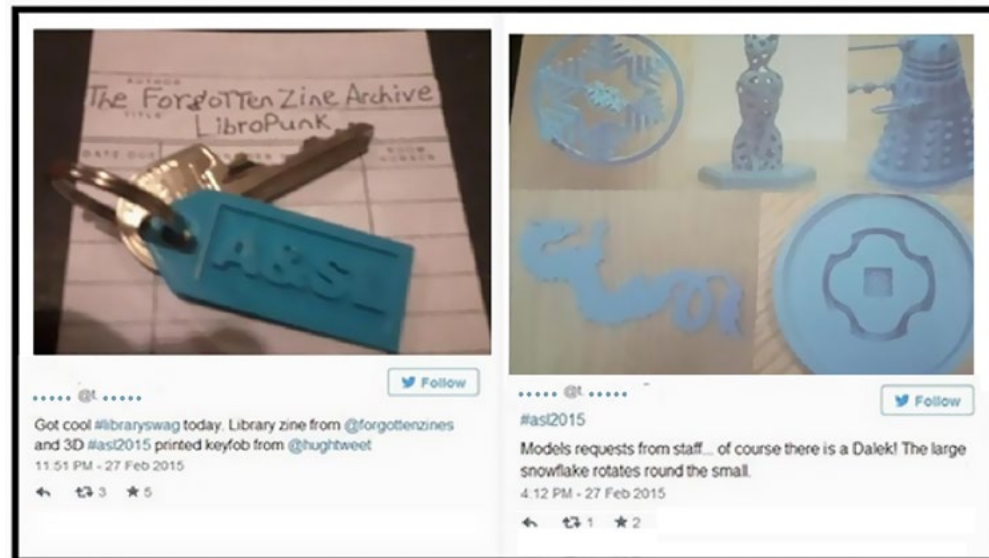 AUTHOR
The Forgotten Zine Archive
TITLE
LibroPunk
DATE DUE
ROOM
NUMBER
A&SL
..... @t .....
Follow
Got cool #libraryswag today. Library zine from @forgottenzines
and 3D #asl2015 printed keyfob from @hughtweet
11:51 PM - 27 Feb 2015
3
5
..... @t .....
Follow
#asl2015
Models requests from staff... of course there is a Dalek! The large
snowflake rotates round the small.
4:12 PM - 27 Feb 2015
1
2